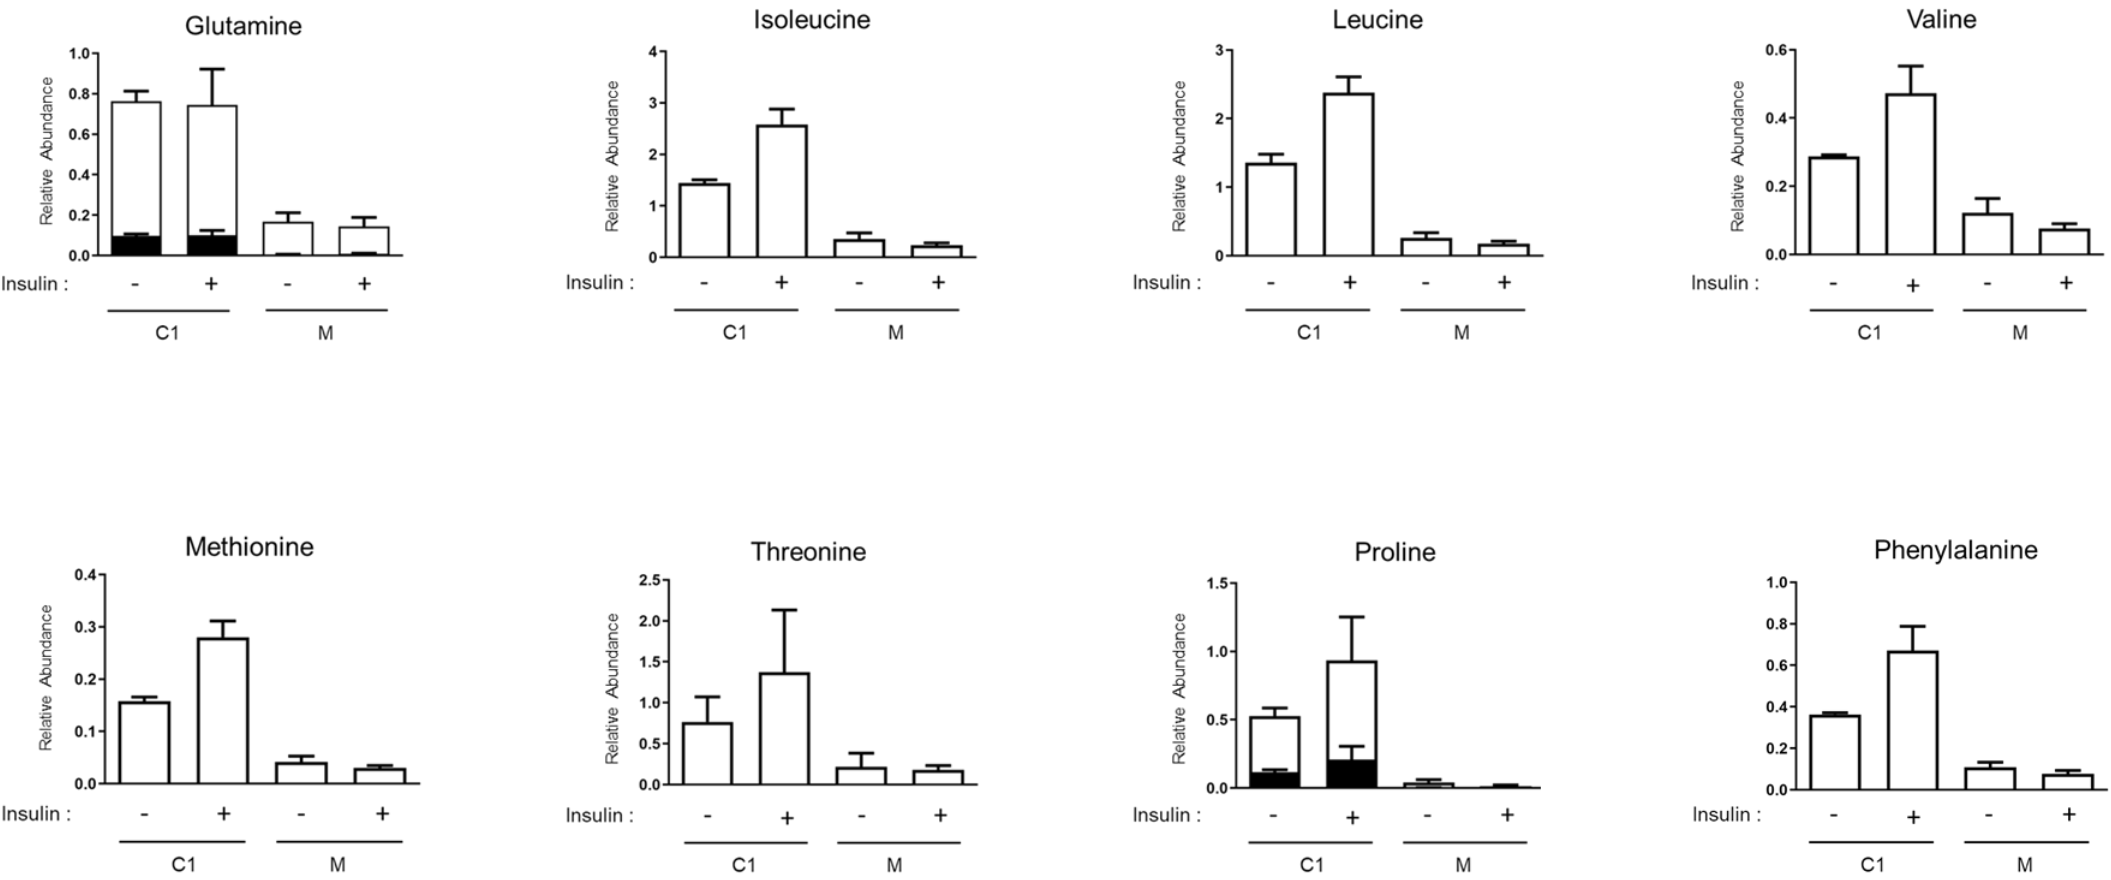 Glutamine
Relative Abundance
1.0
0.8
0.6
0.4
0.2
0.0
Insulin : - + - +
C1 M
Isoleucine
Relative Abundance
4
3
2
1
0
Insulin : - + - +
C1 M
Leucine
Relative Abundance
3
2
1
0
Insulin : - + - +
C1 M
Valine
Relative Abundance
0.6
0.4
0.2
0.0
Insulin : - + - +
C1 M
Methionine
Relative Abundance
0.4
0.3
0.2
0.1
0.0
Insulin : - + - +
C1 M
Threonine
Relative Abundance
2.5
2.0
1.5
1.0
0.5
0.0
Insulin : - + - +
C1 M
Proline
Relative Abundance
1.5
1.0
0.5
0.0
Insulin : - + - +
C1 M
Phenylalanine
Relative Abundance
1.0
0.8
0.6
0.4
0.2
0.0
Insulin : - + - +
C1 M